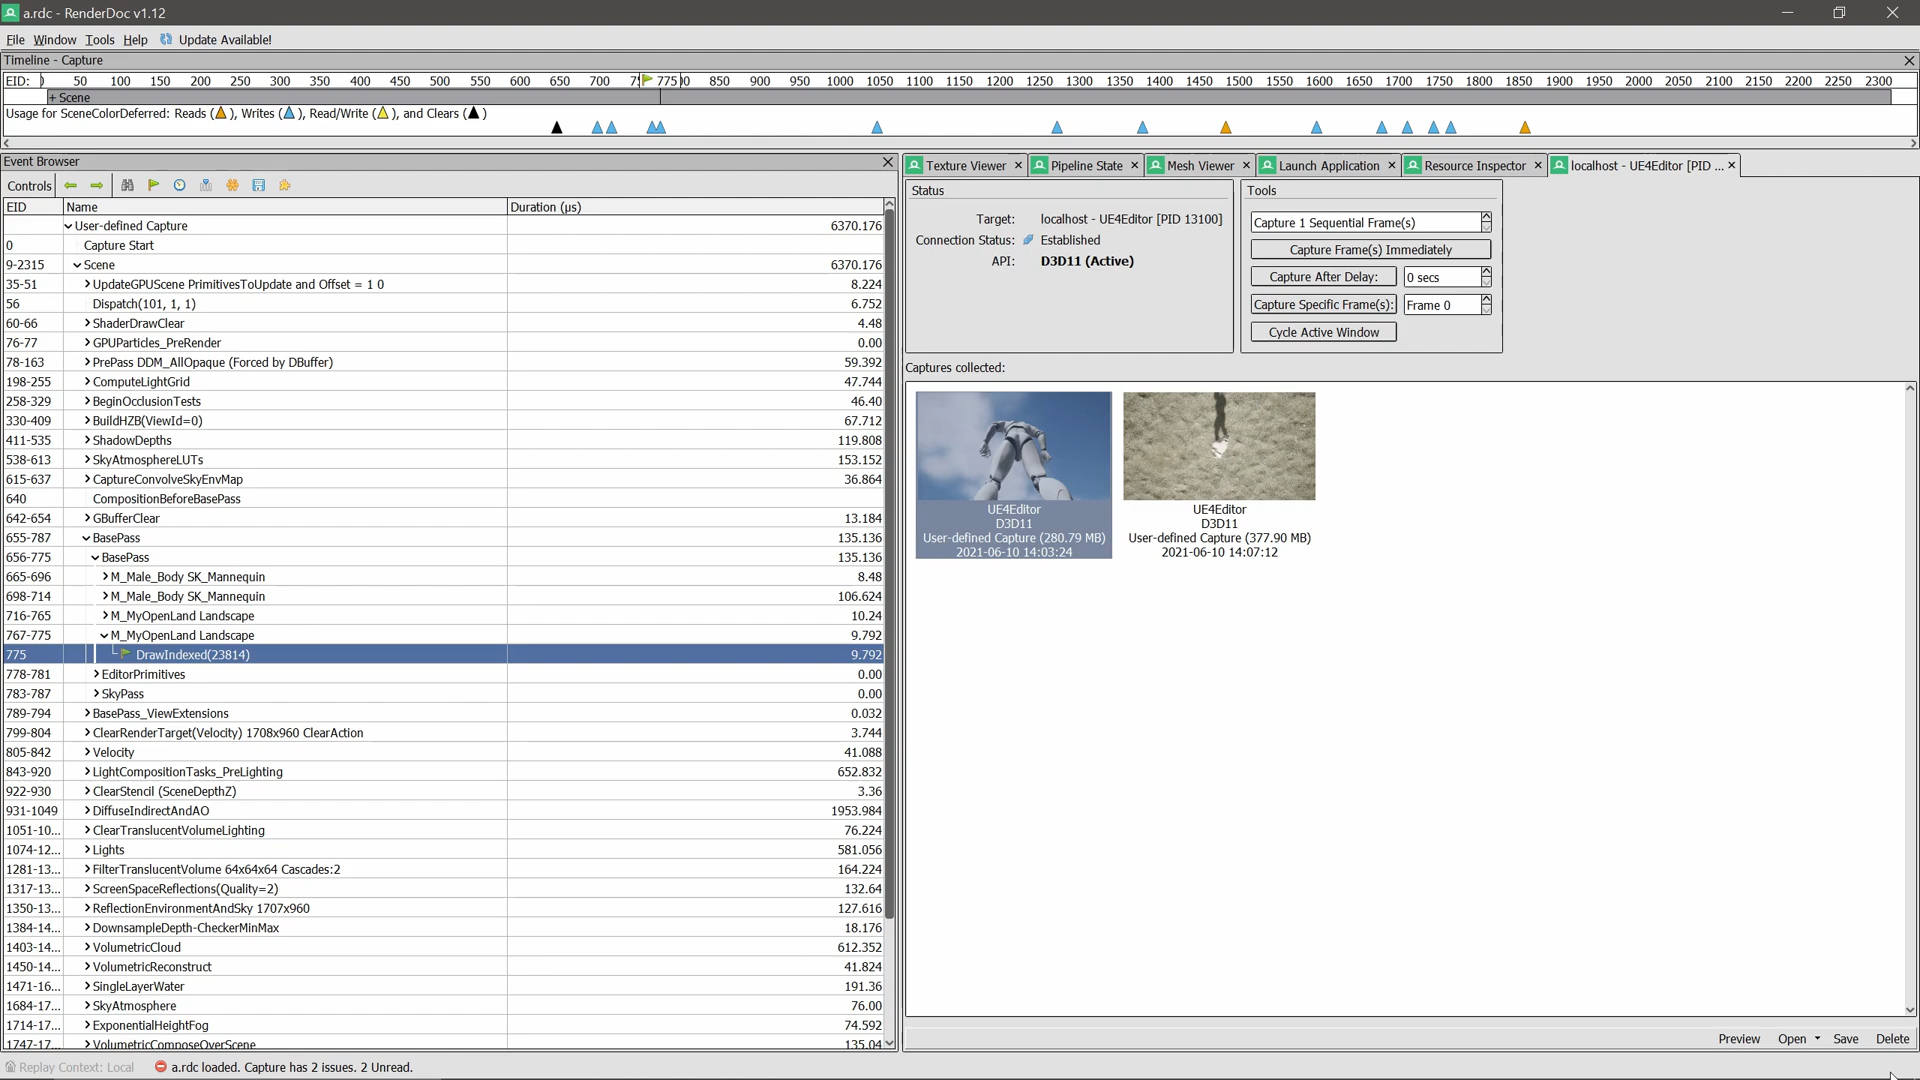 a.rdc - RenderDoc v1.12
File Window Tools Help Update Available!
Timeline - Capture
EID: 50 100 150 200 250 300 350 400 450 500 550 600 650 700 775 800 850 900 950 1000 1050 1100 1150 1200 1250 1300 1350 1400 1450 1500 1550 1600 1650 1700 1750 1800 1850 1900 1950 2000 2050 2100 2150 2200 2250 2300
+ Scene
Usage for SceneColorDeferred: Reads ( ), Writes ( ), Read/Write ( ), and Clears ( )
Event Browser
Controls
EID Name Duration (μs)
User-defined Capture 6370.176
0 Capture Start
9-2315 Scene 6370.176
35-51 UpdateGPUScene PrimitivesToUpdate and Offset = 1 0 8.224
56 Dispatch(101, 1, 1) 6.752
60-66 ShaderDrawClear 4.48
76-77 GPUParticles_PreRender 0.00
78-163 PrePass DDM_AllOpaque (Forced by DBuffer) 59.392
198-255 ComputeLightGrid 47.744
258-329 BeginOcclusionTests 46.40
330-409 BuildHZB(ViewId=0) 67.712
411-535 ShadowDepths 119.808
538-613 SkyAtmosphereLUTs 153.152
615-637 CaptureConvolveSkyEnvMap 36.864
640 CompositionBeforeBasePass
642-654 GBufferClear 13.184
655-787 BasePass 135.136
656-775 BasePass 135.136
665-696 M_Male_Body SK_Mannequin 8.48
698-714 M_Male_Body SK_Mannequin 106.624
716-765 M_MyOpenLand Landscape 10.24
767-775 M_MyOpenLand Landscape 9.792
775 DrawIndexed(23814) 9.792
778-781 EditorPrimitives 0.00
783-787 SkyPass 0.00
789-794 BasePass_ViewExtensions 0.032
799-804 ClearRenderTarget(Velocity) 1708x960 ClearAction 3.744
805-842 Velocity 41.088
843-920 LightCompositionTasks_PreLighting 652.832
922-930 ClearStencil (SceneDepthZ) 3.36
931-1049 DiffuseIndirectAndAO 1953.984
1051-10... ClearTranslucentVolumeLighting 76.224
1074-12... Lights 581.056
1281-13... FilterTranslucentVolume 64x64x64 Cascades:2 164.224
1317-13... ScreenSpaceReflections(Quality=2) 132.64
1350-13... ReflectionEnvironmentAndSky 1707x960 127.616
1384-14... DownsampleDepth-CheckerMinMax 18.176
1403-14... VolumetricCloud 612.352
1450-14... VolumetricReconstruct 41.824
1471-16... SingleLayerWater 191.36
1684-17... SkyAtmosphere 76.00
1714-17... ExponentialHeightFog 74.592
1747-17... VolumetricComposeOverScene 135.04
Texture Viewer Pipeline State Mesh Viewer Launch Application Resource Inspector localhost - UE4Editor [PID ...
Status
Target: localhost - UE4Editor [PID 13100]
Connection Status: Established
API: D3D11 (Active)
Tools
Capture 1 Sequential Frame(s)
Capture Frame(s) Immediately
Capture After Delay: 0 secs
Capture Specific Frame(s): Frame 0
Cycle Active Window
Captures collected:
UE4Editor
D3D11
User-defined Capture (280.79 MB)
2021-06-10 14:03:24
UE4Editor
D3D11
User-defined Capture (377.90 MB)
2021-06-10 14:07:12
Preview Open Save Delete
Replay Context: Local a.rdc loaded. Capture has 2 issues. 2 Unread.